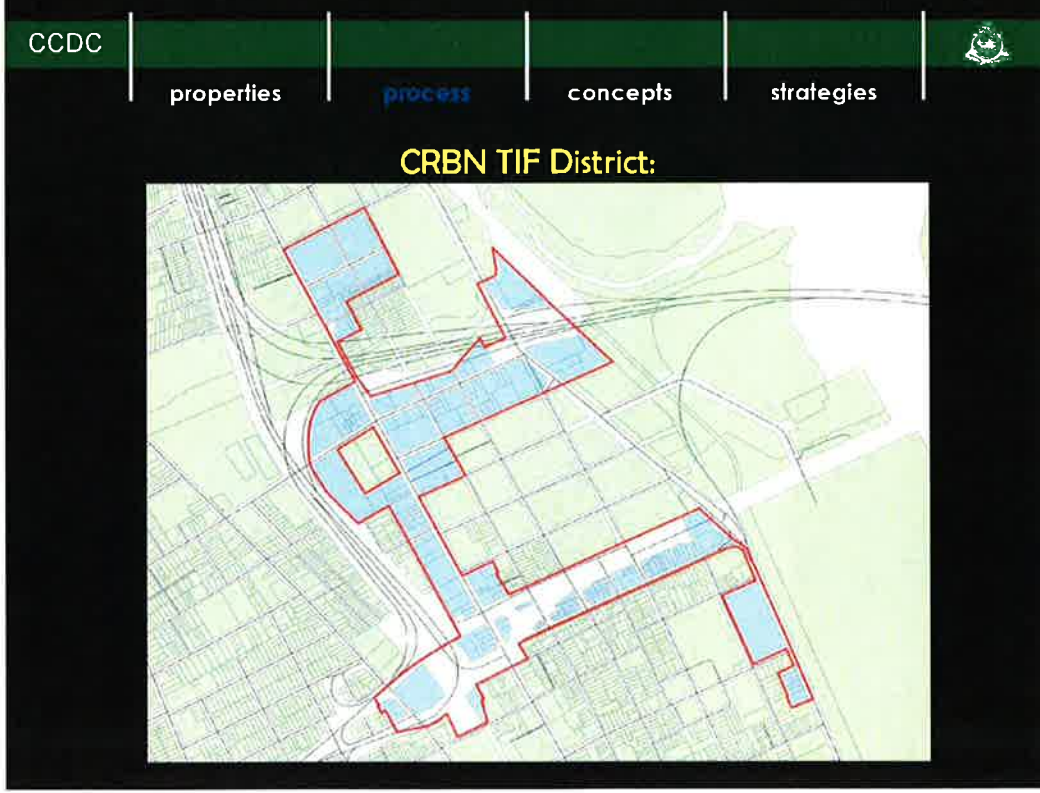 CCDC
properties process concepts strategies
CRBN TIF District: